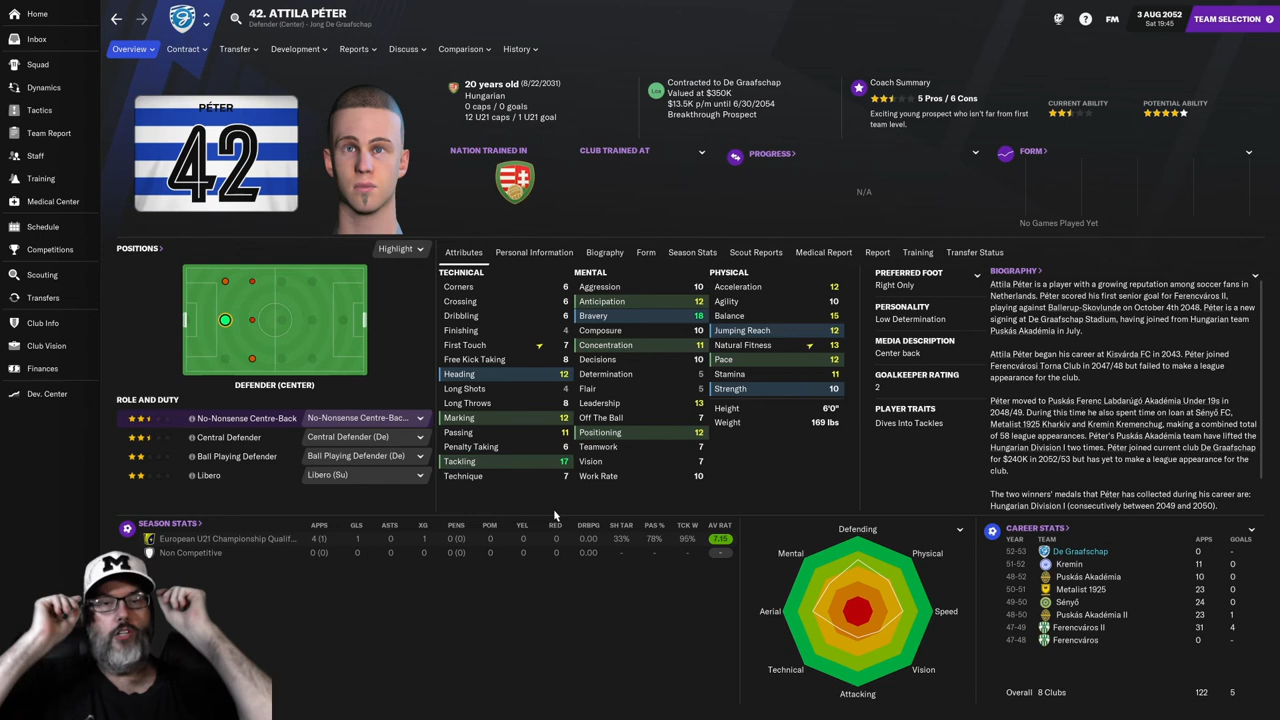 Home
Inbox
Squad
Dynamics
Tactics
Team Report
Staff
Training
Medical Center
Schedule
Competitions
Scouting
Transfers
Club Info
Club Vision
Finances
Dev. Center
42. ATTILA PÉTER
Defender (Center) - Jong De Graafschap
FM
3 AUG 2052
Sat 19:45
TEAM SELECTION
Overview
Contract
Transfer
Development
Reports
Discuss
Comparison
History
PÉTER
42
20 years old (8/22/2031)
Hungarian
0 caps / 0 goals
12 U21 caps / 1 U21 goal
Loa
Contracted to De Graafschap
Valued at $350K
$13.5K p/m until 6/30/2054
Breakthrough Prospect
Coach Summary
5 Pros / 6 Cons
Exciting young prospect who isn't far from first
team level.
CURRENT ABILITY
POTENTIAL ABILITY
NATION TRAINED IN
CLUB TRAINED AT
PROGRESS
N/A
FORM
No Games Played Yet
POSITIONS
Highlight
DEFENDER (CENTER)
ROLE AND DUTY
No-Nonsense Centre-Back No-Nonsense Centre-Bac...
Central Defender Central Defender (De)
Ball Playing Defender Ball Playing Defender (De)
Libero Libero (Su)
Attributes
Personal Information
Biography
Form
Season Stats
Scout Reports
Medical Report
Report
Training
Transfer Status
TECHNICAL
Corners 6
Crossing 6
Dribbling 6
Finishing 4
First Touch 7
Free Kick Taking 8
Heading 12
Long Shots 4
Long Throws 8
Marking 12
Passing 11
Penalty Taking 6
Tackling 17
Technique 7
MENTAL
Aggression 10
Anticipation 12
Bravery 18
Composure 10
Concentration 11
Decisions 10
Determination 5
Flair 5
Leadership 13
Off The Ball 7
Positioning 12
Teamwork 7
Vision 7
Work Rate 10
PHYSICAL
Acceleration 12
Agility 10
Balance 15
Jumping Reach 12
Natural Fitness 13
Pace 12
Stamina 11
Strength 10
Height 6'0"
Weight 169 lbs
PREFERRED FOOT
Right Only
PERSONALITY
Low Determination
MEDIA DESCRIPTION
Center back
GOALKEEPER RATING
2
PLAYER TRAITS
Dives Into Tackles
BIOGRAPHY
Attila Péter is a player with a growing reputation among soccer fans in
Netherlands. Péter scored his first senior goal for Ferencváros II,
playing against Ballerup-Skovlunde on October 4th 2048. Péter is a new
signing at De Graafschap Stadium, having joined from Hungarian team
Puskás Akadémia in July.
Attila Péter began his career at Kisvárda FC in 2043. Péter joined
Ferencvárosi Torna Club in 2047/48 but failed to make a league
appearance for the club.
Péter moved to Puskás Ferenc Labdarúgó Akadémia Under 19s in
2048/49. During this time he also spent time on loan at Sényő FC,
Metalist 1925 Kharkiv and Kremin Kremenchug, making a combined
total of 58 league appearances. Péter's Puskás Akadémia team have lifted the
Hungarian Division I two times. Péter joined current club De Graafschap
for $240K in 2052/53 but has yet to make a league appearance for the
club.
The two winners' medals that Péter has collected during his career are:
Hungarian Division I (consecutively between 2049 and 2050).
SEASON STATS APPS GLS ASTS XG PENS POM YEL RED DRBPG SH TAR PAS % TCK W AV RAT
European U21 Championship Qualif... 4 (1) 1 0 1 0 (0) 0 0 0 0.00 33% 78% 95% 7.15
Non Competitive 0 (0) 0 0 0 0 (0) 0 0 0 0.00 - - - -
Defending
Physical
Speed
Vision
Attacking
Technical
Aerial
Mental
CAREER STATS APPS GOALS
52-53 De Graafschap 0 -
51-52 Kremin 11 0
48-52 Puskás Akadémia 10 0
50-51 Metalist 1925 23 0
49-50 Sényő 24 0
48-50 Puskás Akadémia II 23 1
47-49 Ferencváros II 31 4
47-48 Ferencváros 0 -
Overall 8 Clubs 122 5
M